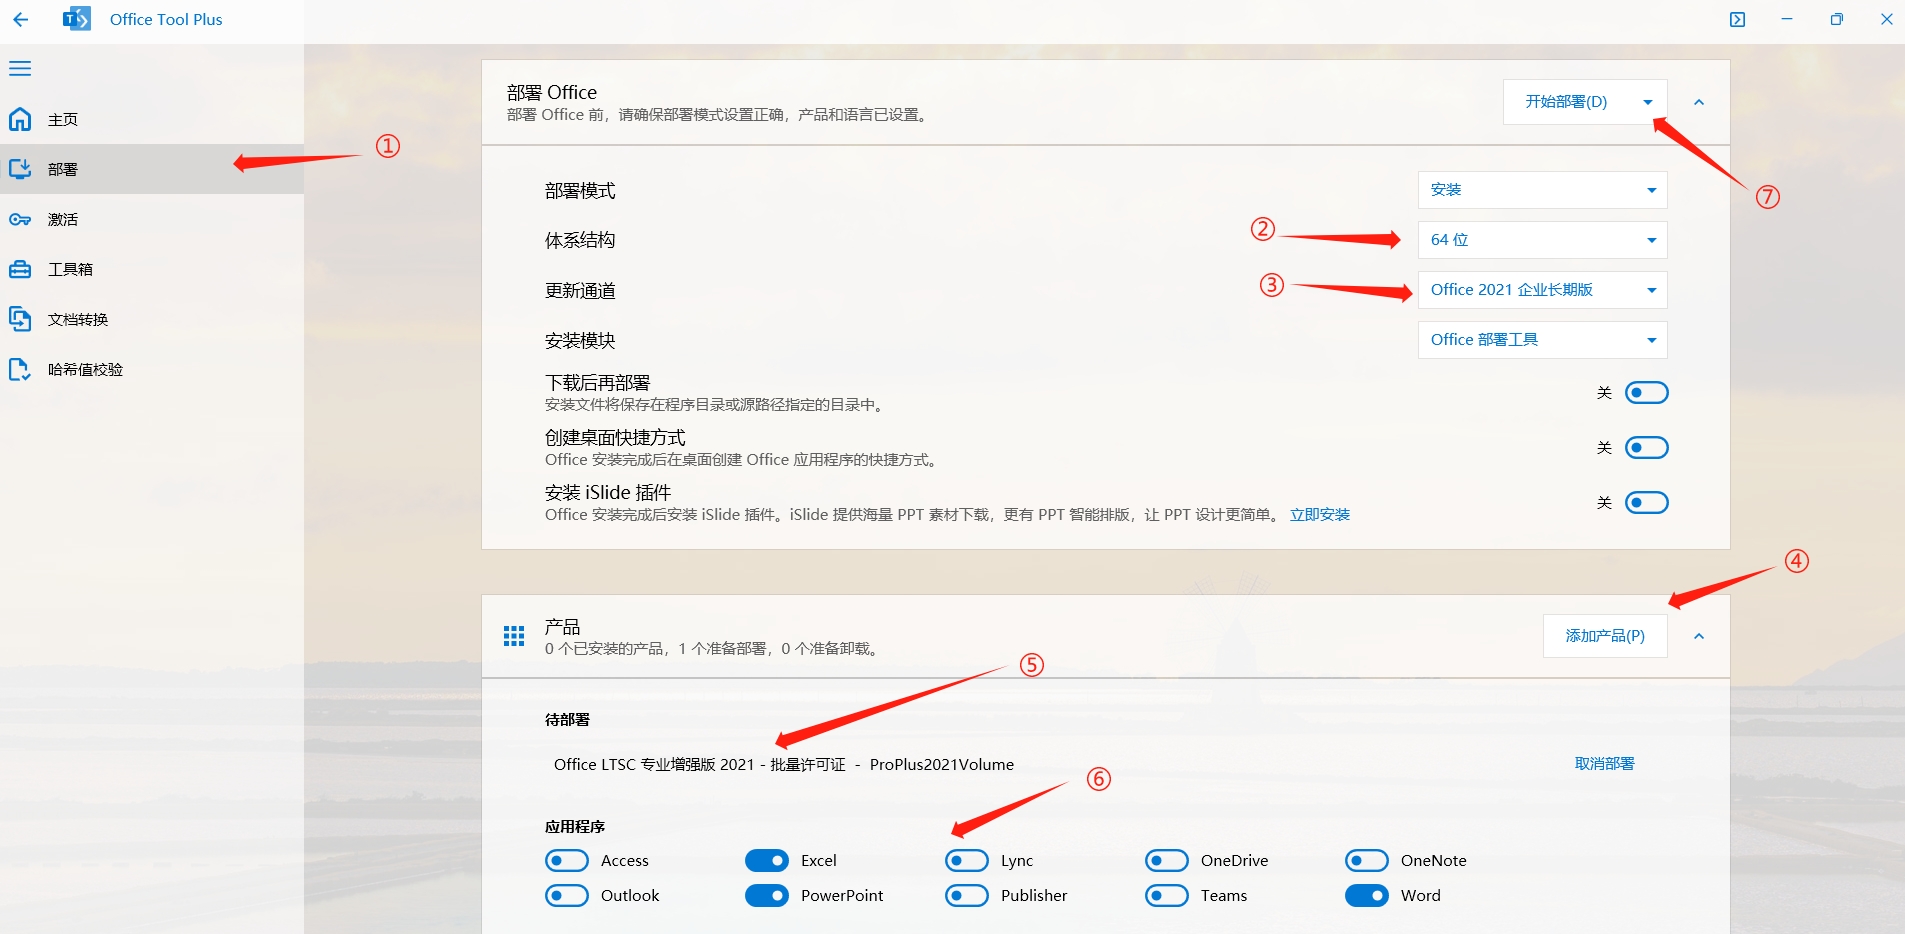 Office Tool Plus
主页
部署
①
激活
工具箱
文档转换
哈希值校验
部署 Office
部署 Office 前，请确保部署模式设置正确，产品和语言已设置。
开始部署(D)
⑦
部署模式
安装
体系结构
②
64 位
更新通道
③
Office 2021 企业长期版
安装模块
Office 部署工具
下载后再部署
安装文件将保存在程序目录或源路径指定的目录中。
关
创建桌面快捷方式
Office 安装完成后在桌面创建 Office 应用程序的快捷方式。
关
安装 iSlide 插件
Office 安装完成后安装 iSlide 插件。iSlide 提供海量 PPT 素材下载，更有 PPT 智能排版，让 PPT 设计更简单。 立即安装
关
④
产品
0 个已安装的产品，1 个准备部署，0 个准备卸载。
添加产品(P)
⑤
待部署
Office LTSC 专业增强版 2021 - 批量许可证 - ProPlus2021Volume
取消部署
⑥
应用程序
Access Excel Lync OneDrive OneNote
Outlook PowerPoint Publisher Teams Word